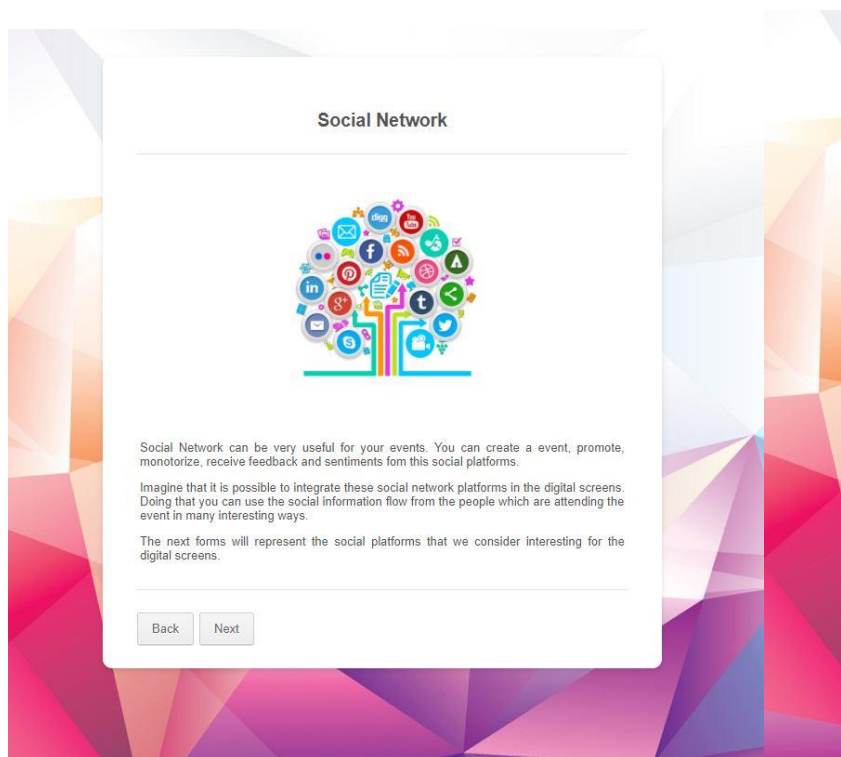 Social Network
digg
You
Tube
f
in
g+
t
S
Social Network can be very useful for your events. You can create a event, promote,
monotorize, receive feedback and sentiments fom this social platforms.
Imagine that it is possible to integrate these social network platforms in the digital screens.
Doing that you can use the social information flow from the people which are attending the
event in many interesting ways.
The next forms will represent the social platforms that we consider interesting for the
digital screens.
Back Next